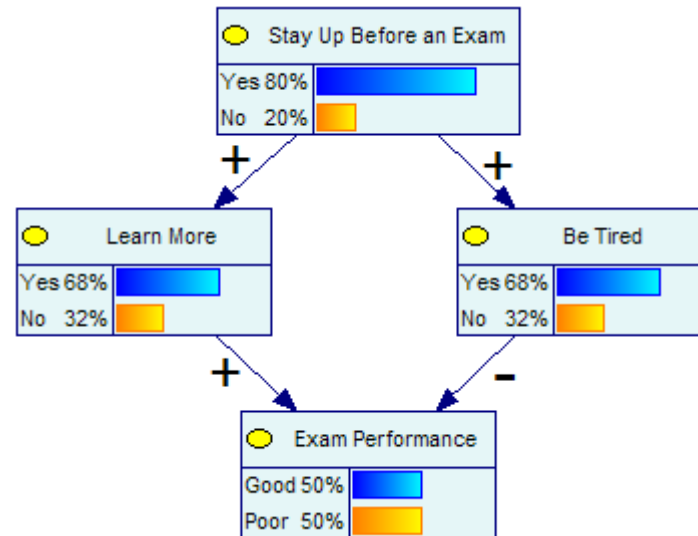 Stay Up Before an Exam
Yes 80%
No 20%
+
+
Learn More
Yes 68%
No 32%
Be Tired
Yes 68%
No 32%
+
-
Exam Performance
Good 50%
Poor 50%